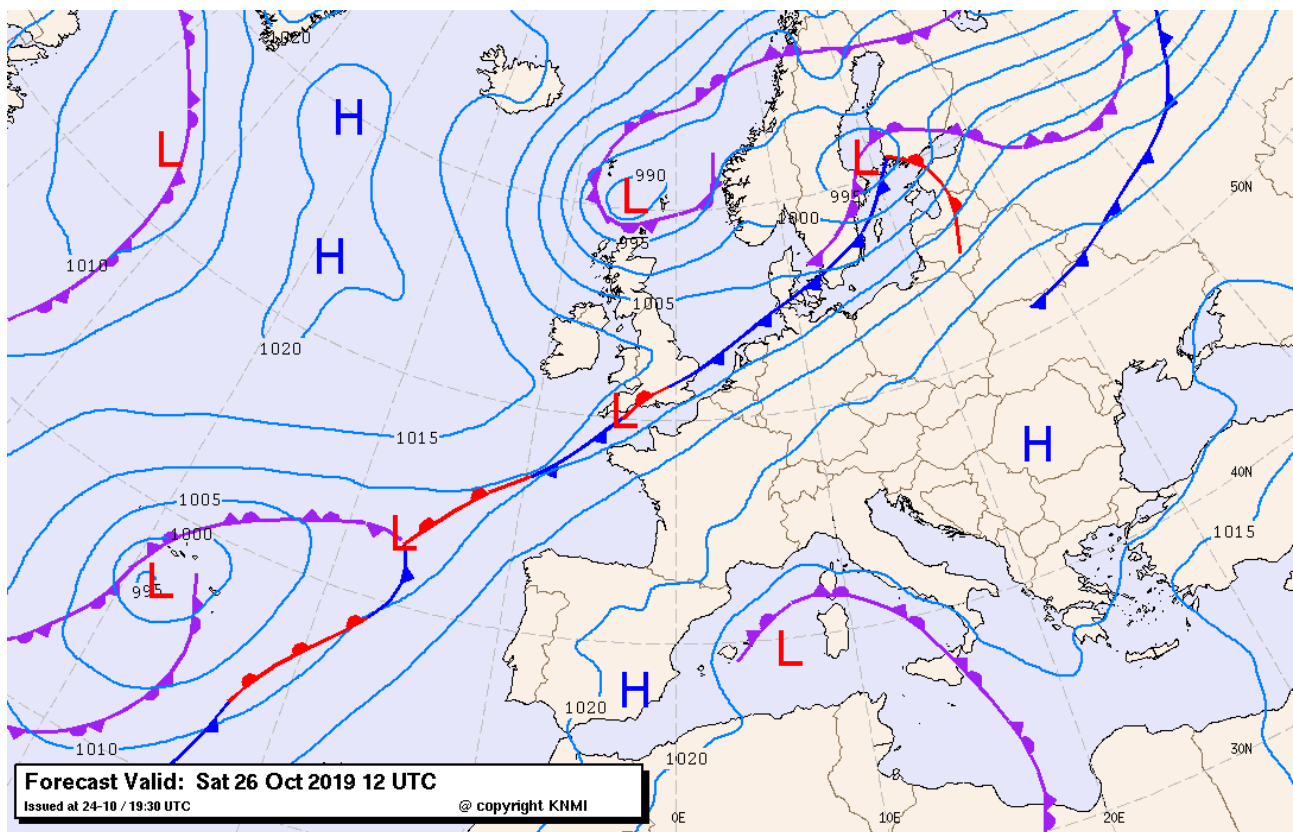 1020
H
L
990
L
50N
L
995
1000
995
H
1010
1005
1020
L
1015
H
40N
1005
1000
1015
L
995
L
L
H
1020
1010
1020
30N
Forecast Valid: Sat 26 Oct 2019 12 UTC
Issued at 24-10 / 19:30 UTC @ copyright KNMI
0E
10E
20E